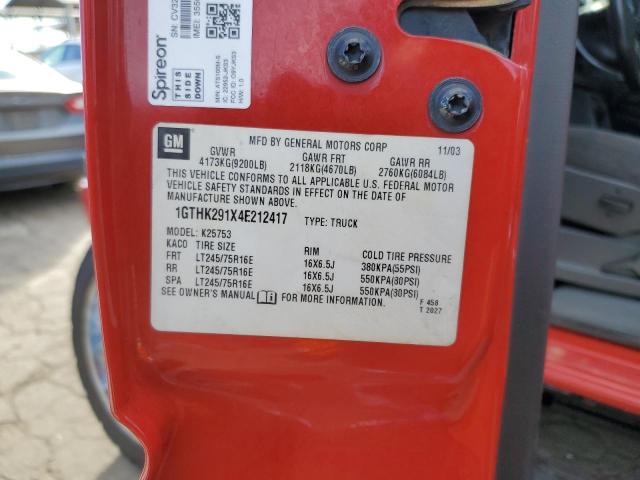 Spireon
THIS
SIDE
DOWN
H/W: 1.0
GM
MFD BY GENERAL MOTORS CORP
11/03
GVWR GAWR FRT GAWR RR
4173KG(9200LB) 2118KG(4670LB) 2760KG(6084LB)
THIS VEHICLE CONFORMS TO ALL APPLICABLE U.S. FEDERAL MOTOR
VEHICLE SAFETY STANDARDS IN EFFECT ON THE DATE OF
MANUFACTURE SHOWN ABOVE.
1GTHK291X4E212417 TYPE: TRUCK
MODEL: K25753
KACO TIRE SIZE RIM COLD TIRE PRESSURE
FRT LT245/75R16E 16X6.5J 380KPA(55PSI)
RR LT245/75R16E 16X6.5J 550KPA(80PSI)
SPA LT245/75R16E 16X6.5J 550KPA(80PSI)
SEE OWNER'S MANUAL FOR MORE INFORMATION.
F 458
T 2027